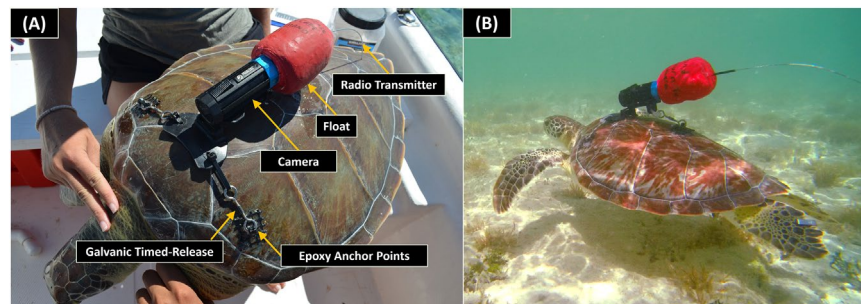 (A)
Radio Transmitter
Float
Camera
Galvanic Timed-Release
Epoxy Anchor Points
(B)